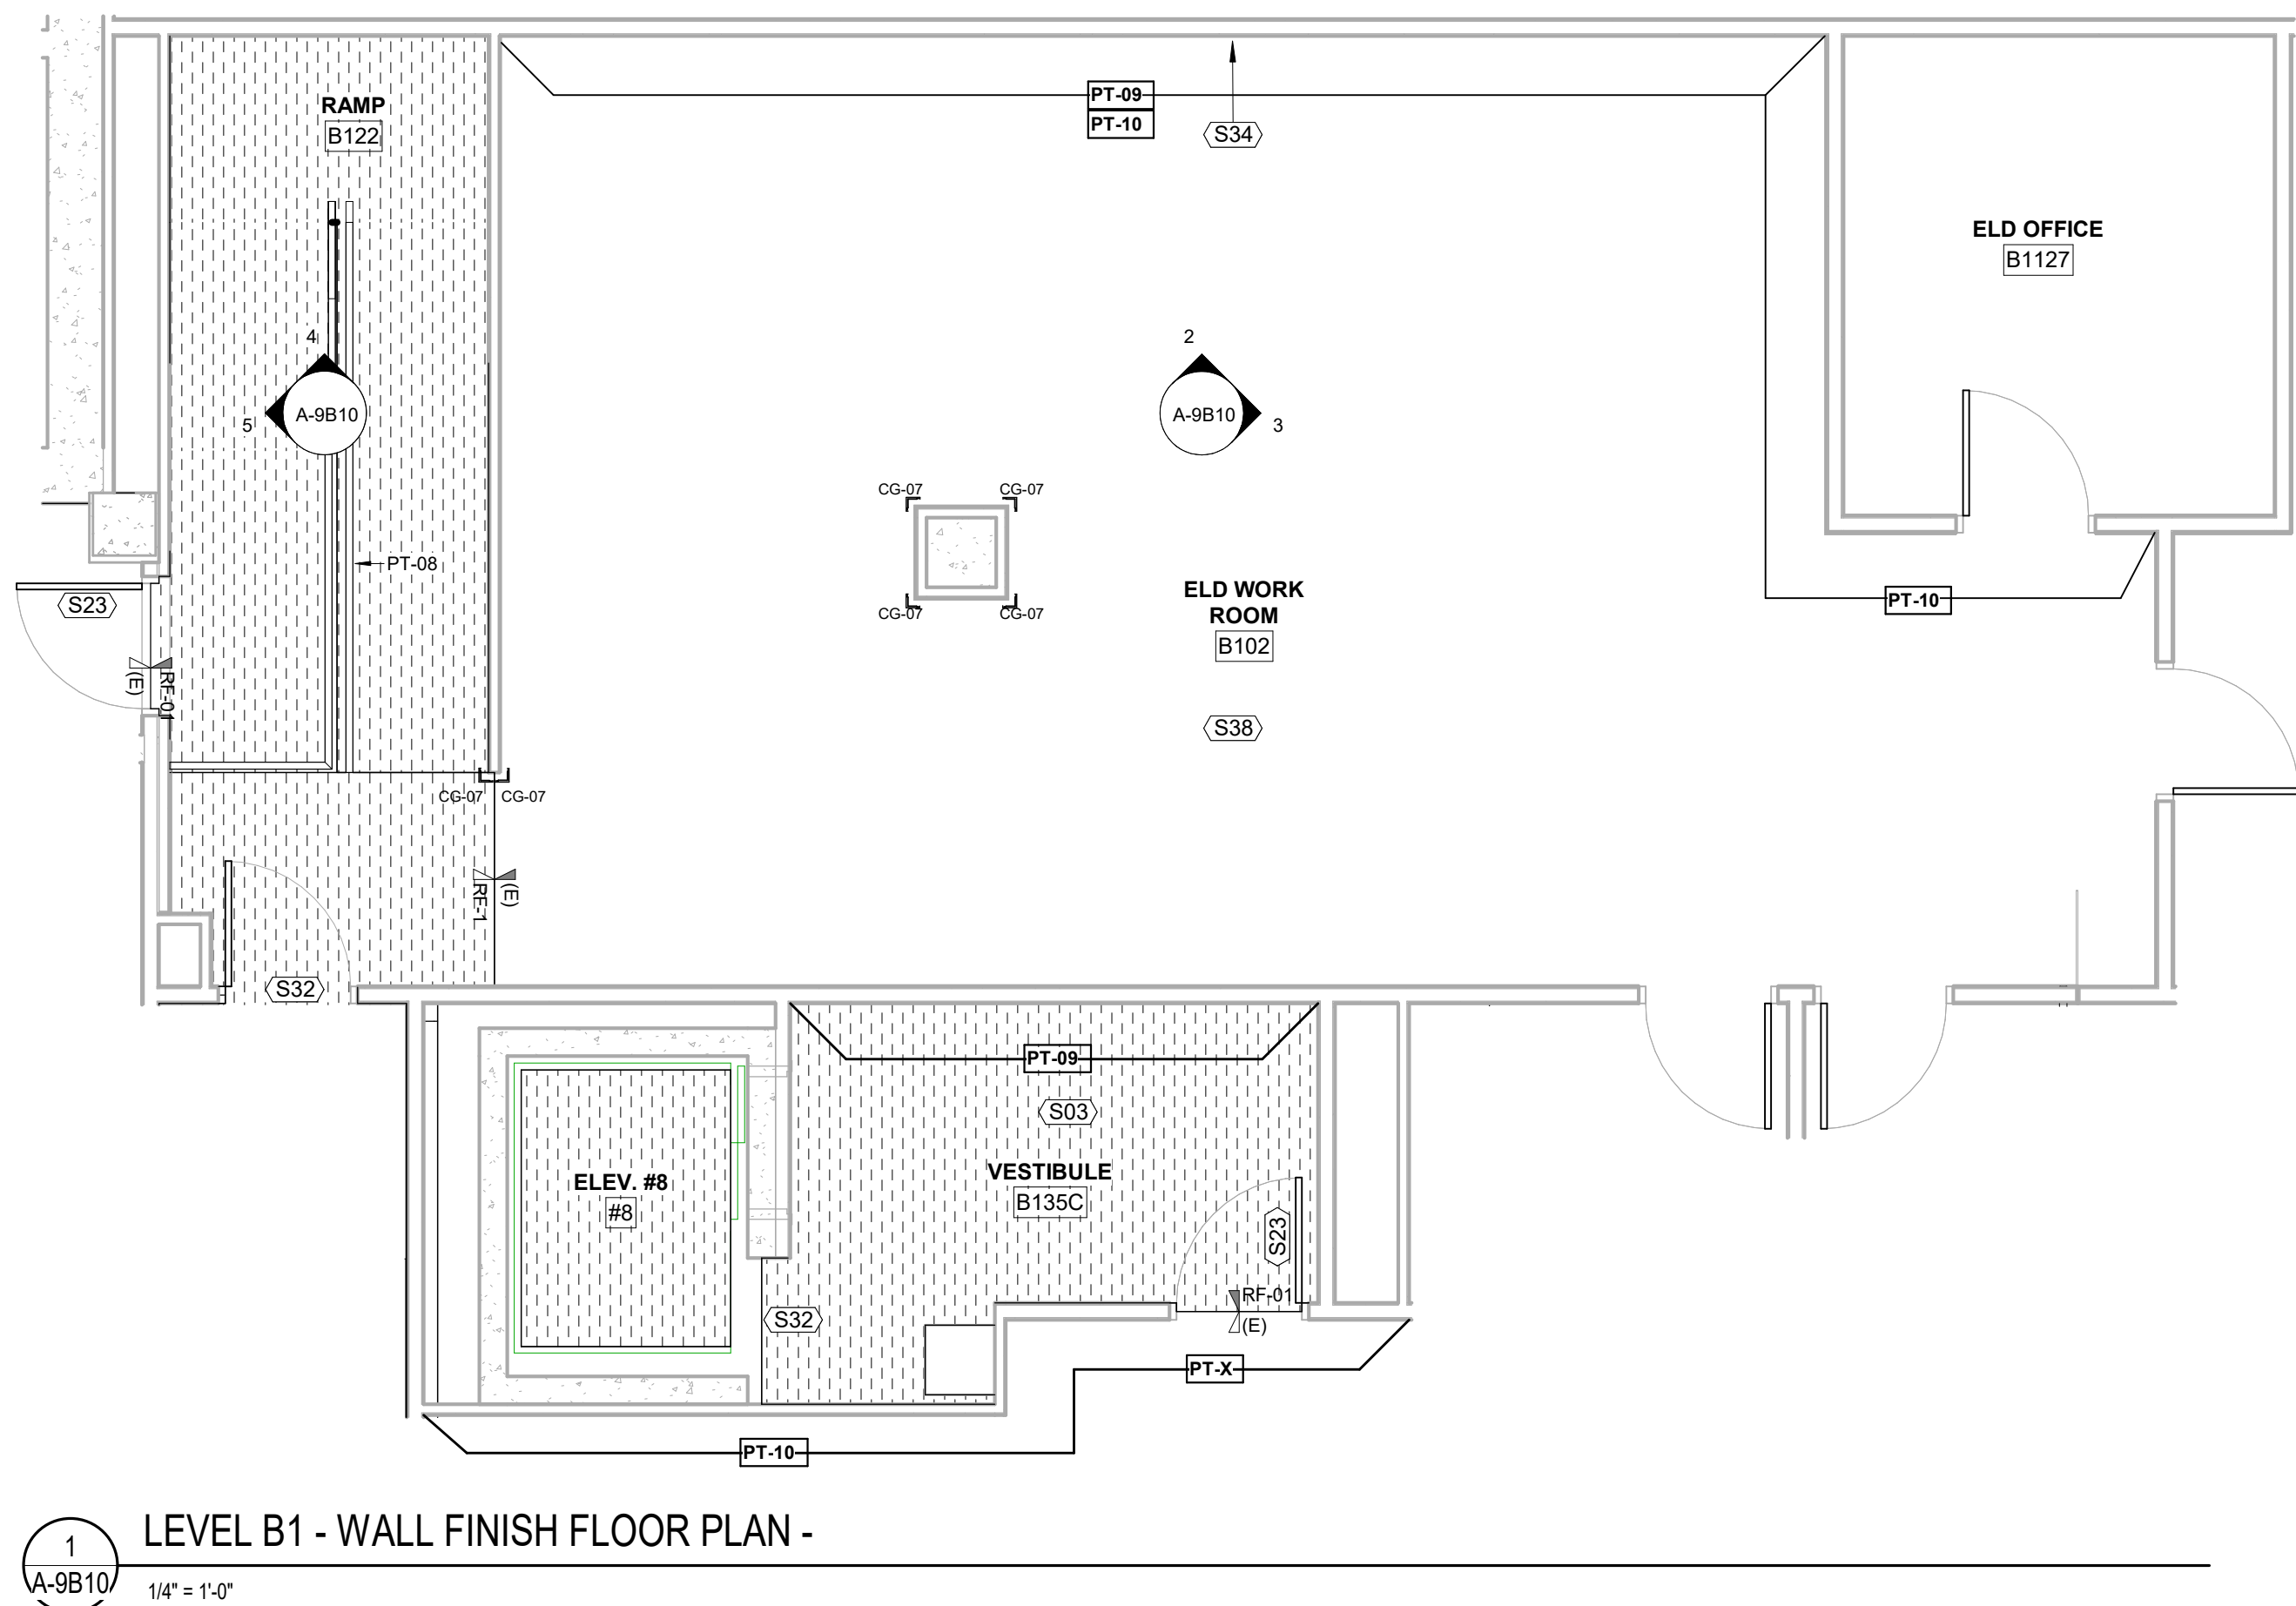 PT-09
PT-10
RAMP
B122
S34
ELD OFFICE
B1127
4
2
A-9B10
A-9B10
5
3
CG-07
CG-07
PT-08
ELD WORK
ROOM
B102
PT-10
S23
CG-07
CG-07
(E)
RF-01
S38
CG-07
CG-07
RF-1
(E)
S32
PT-09
S03
VESTIBULE
B135C
ELEV. #8
#8
S23
RF-01
(E)
S32
PT-X
PT-10
1
A-9B10
LEVEL B1 - WALL FINISH FLOOR PLAN -
1/4" = 1'-0"